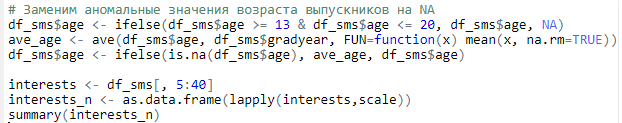 # Заменим аномальные значения возраста выпускников на NA
df_sms$age <- ifelse(df_sms$age >= 13 & df_sms$age <= 20, df_sms$age, NA)
ave_age <- ave(df_sms$age, df_sms$gradyear, FUN=function(x) mean(x, na.rm=TRUE))
df_sms$age <- ifelse(is.na(df_sms$age), ave_age, df_sms$age)
interests <- df_sms[, 5:40]
interests_n <- as.data.frame(lapply(interests,scale))
summary(interests_n)